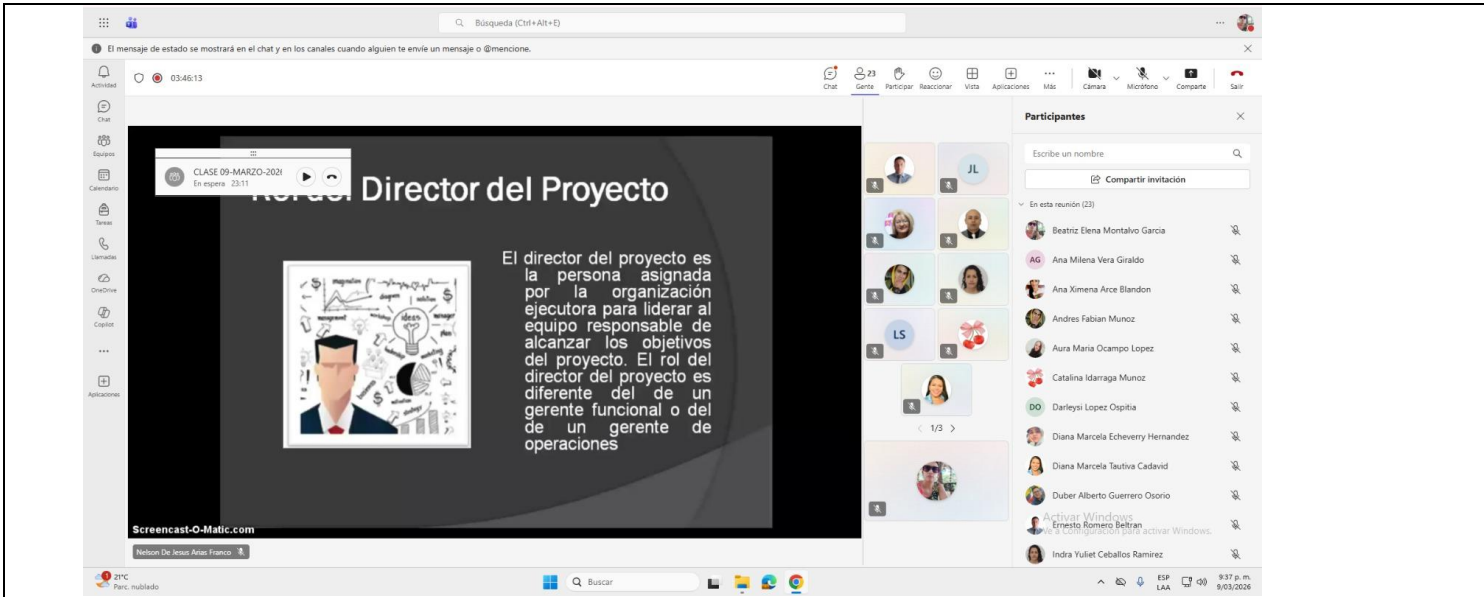 Búsqueda (Ctrl+Alt+E)
El mensaje de estado se mostrará en el chat y en los canales cuando alguien te envíe un mensaje o @mencione.
03:46:13
Chat
23
Gente
Participar
Reaccionar
Vista
Aplicaciones
Más
Cámara
Micrófono
Comparte
Salir
Actividad
Chat
Equipos
Calendario
Tareas
Llamadas
OneDrive
Copilot
Aplicaciones
CLASE 09-MARZO-202
En espera 23:11
Director del Proyecto
El director del proyecto es
la persona asignada
por la organización
ejecutora para liderar al
equipo responsable de
alcanzar los objetivos
del proyecto. El rol del
director del proyecto es
diferente del de un
gerente funcional o del
de un gerente de
operaciones
Screencast-O-Matic.com
Nelson De Jesus Arias Franco
JL
LS
1/3
Participantes
Escribe un nombre
Compartir invitación
En esta reunión (23)
Beatriz Elena Montalvo Garcia
AG Ana Milena Vera Giraldo
Ana Ximena Arce Blandon
Andres Fabian Munoz
Aura Maria Ocampo Lopez
Catalina Idarraga Munoz
DO Darleysi Lopez Ospitia
Diana Marcela Echeverry Hernandez
Diana Marcela Tautiva Cadavid
Duber Alberto Guerrero Osorio
Activar Windows
Ernesto Romero Beltran
Ve a Configuración para activar Windows.
Indra Yuliet Ceballos Ramirez
1
21°C
Parc. nublado
Buscar
ESP
LAA
9:37 p. m.
9/03/2026